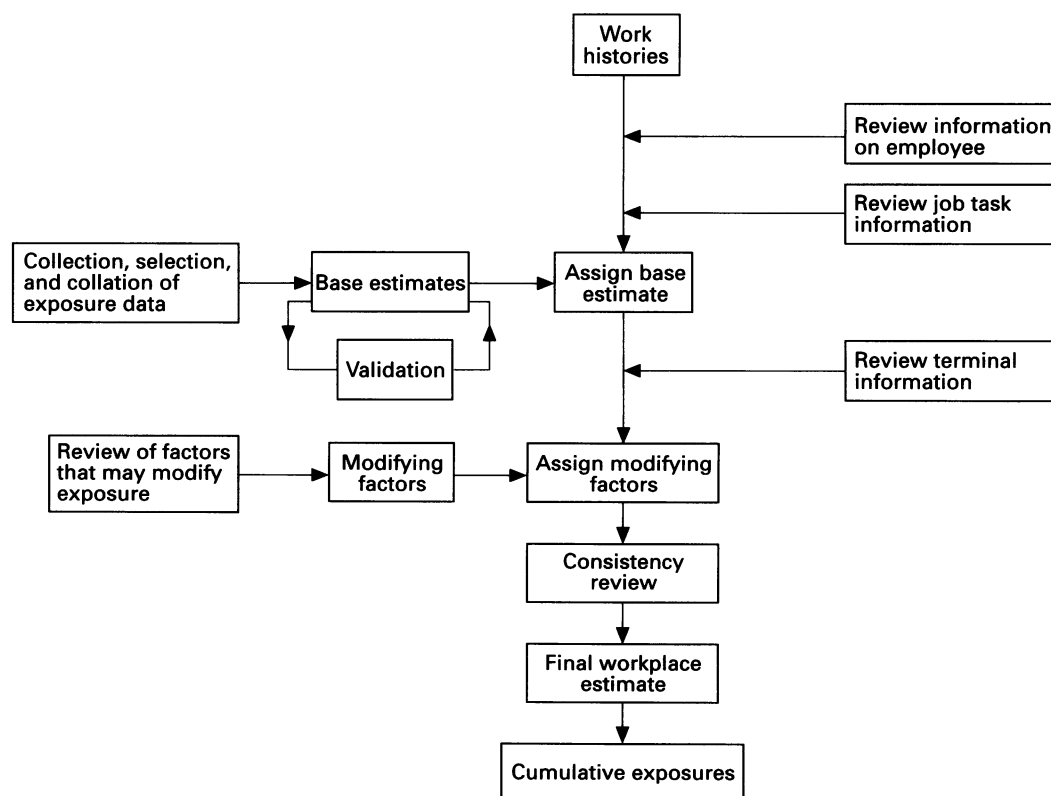 Work
histories
Review information
on employee
Review job task
information
Collection, selection,
and collation of
exposure data
Base estimates
Assign base
estimate
Validation
Review terminal
information
Review of factors
that may modify
exposure
Modifying
factors
Assign modifying
factors
Consistency
review
Final workplace
estimate
Cumulative exposures